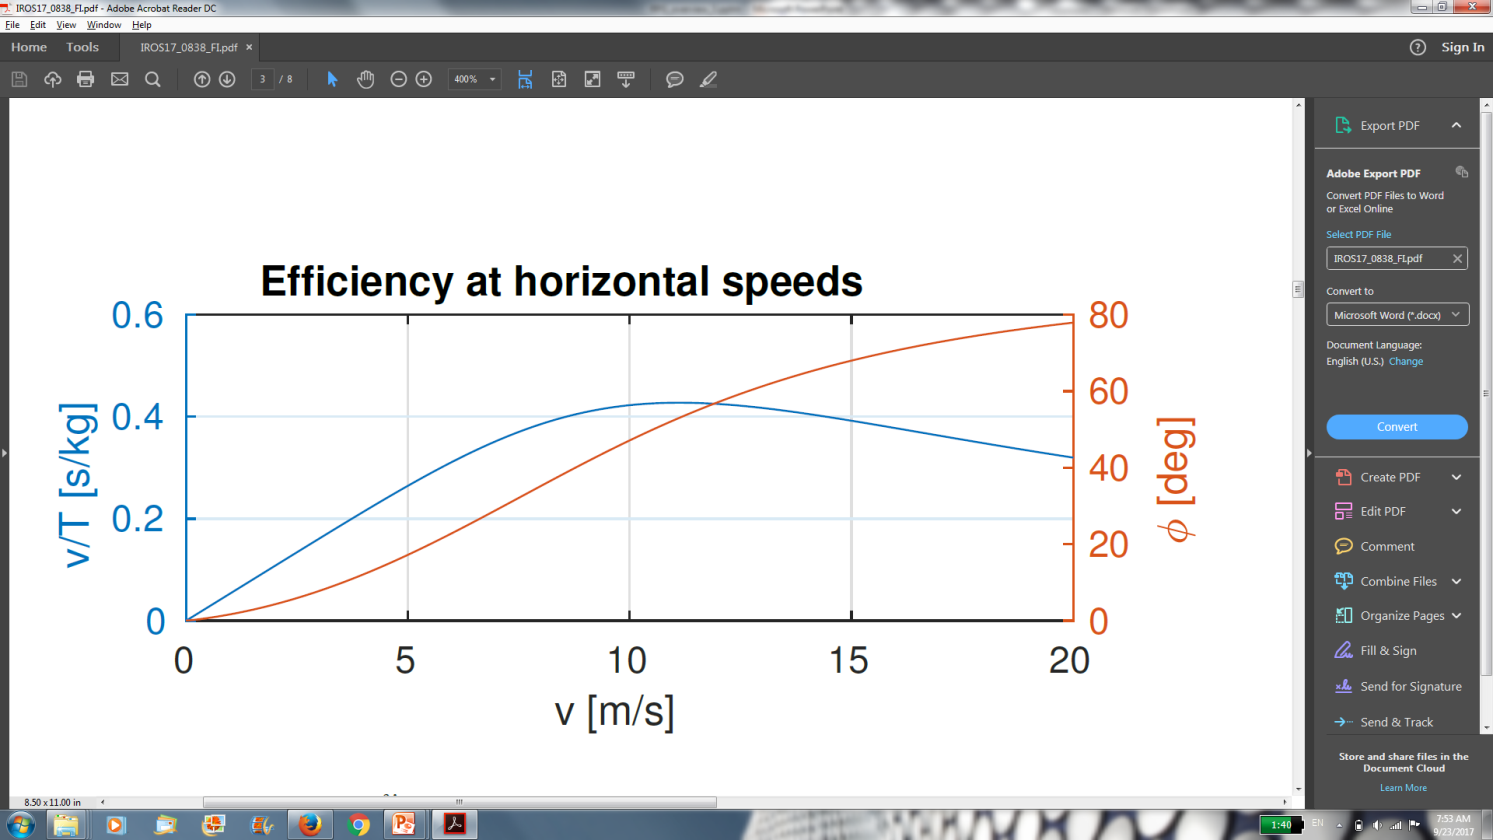 IROS17_0838_FI.pdf - Adobe Acrobat Reader DC
File Edit View Window Help
Home Tools IROS17_0838_FI.pdf × ? Sign In
3 / 8 400%
Export PDF
Adobe Export PDF
Convert PDF Files to Word
or Excel Online
Select PDF File
IROS17_0838_FI.pdf
Convert to
Microsoft Word (*.docx)
Document Language:
English (U.S.) Change
Convert
Create PDF
Edit PDF
Comment
Combine Files
Organize Pages
Fill & Sign
Send for Signature
Send & Track
Store and share files in the
Document Cloud
Learn More
Efficiency at horizontal speeds
0.6
0.4
0.2
0
v/T [s/kg]
80
60
40
20
0
ϕ [deg]
0 5 10 15 20
v [m/s]
8.50 x 11.00 in
1:40 EN 7:53 AM
9/23/2017